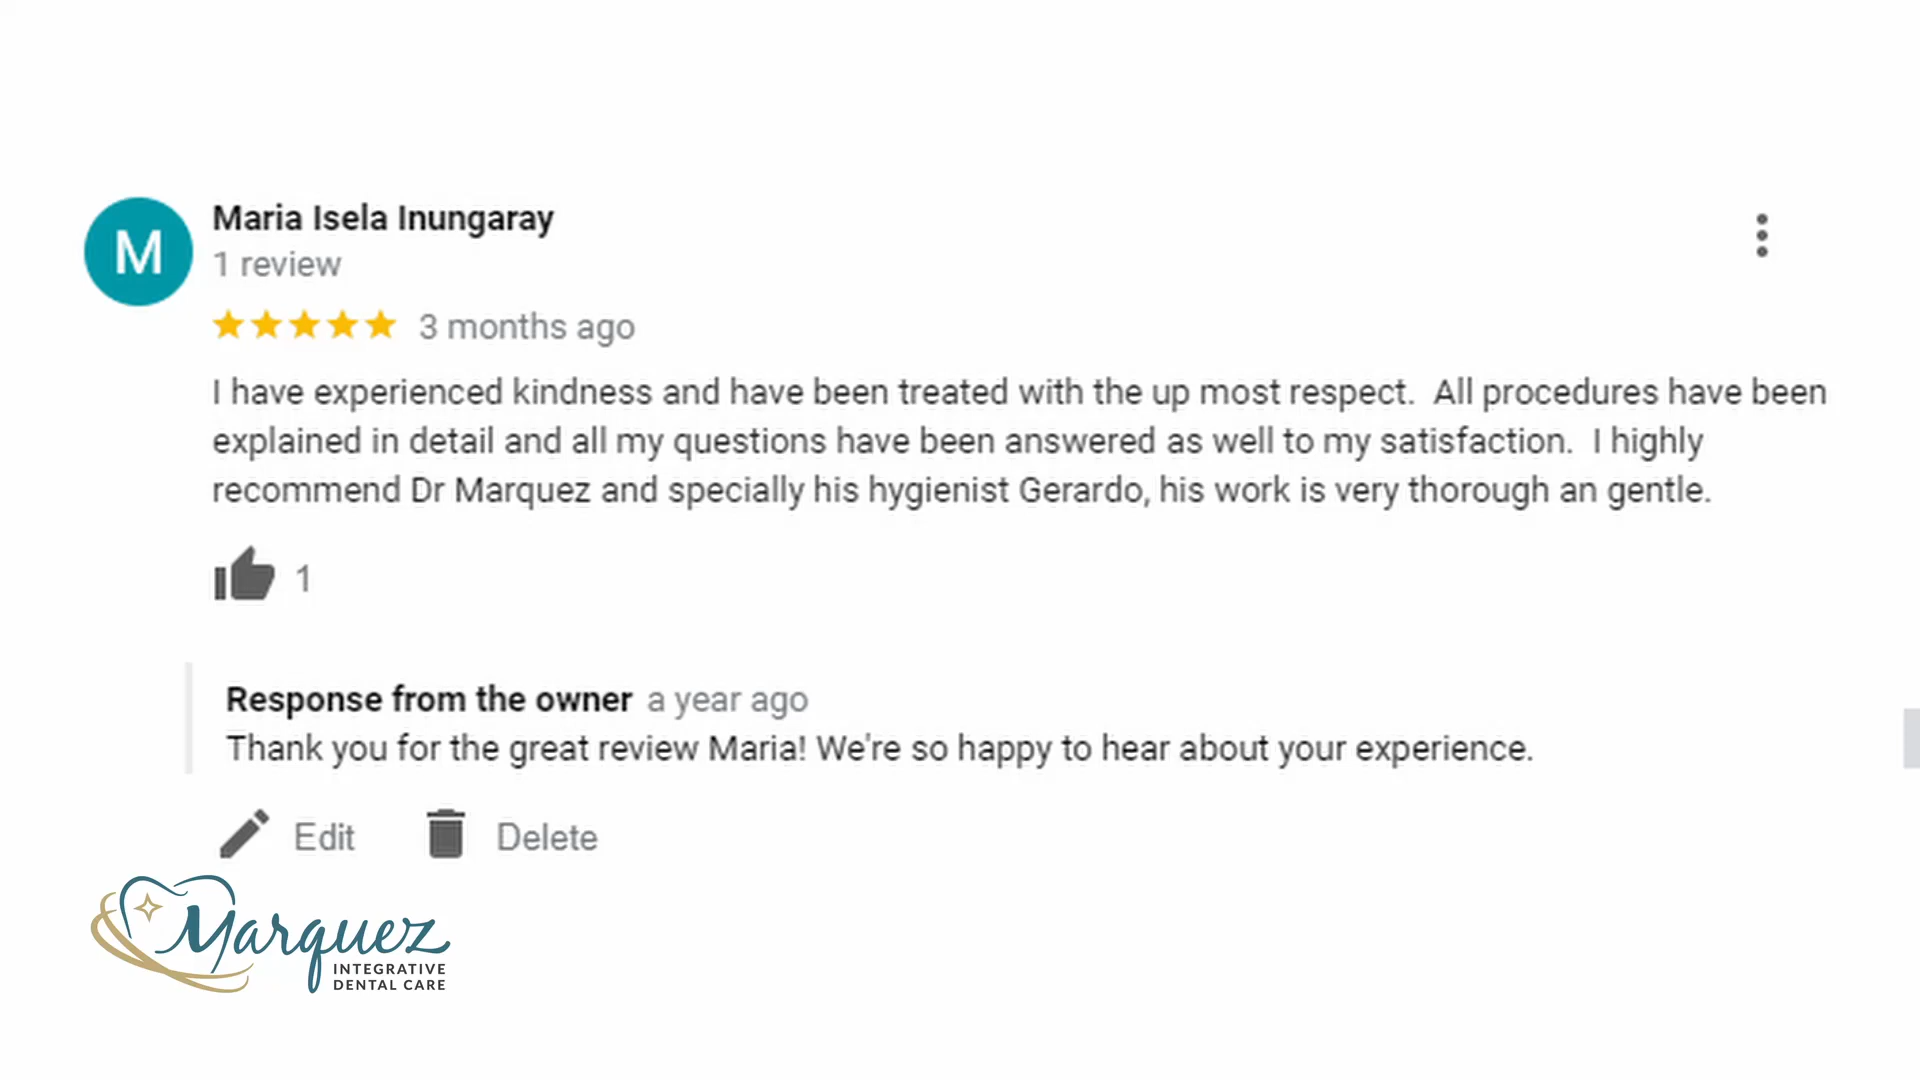 M
Maria Isela Inungaray
1 review
3 months ago
I have experienced kindness and have been treated with the up most respect.  All procedures have been
explained in detail and all my questions have been answered as well to my satisfaction.  I highly
recommend Dr Marquez and specially his hygienist Gerardo, his work is very thorough an gentle.
1
Response from the owner a year ago
Thank you for the great review Maria! We're so happy to hear about your experience.
Edit Delete
Marquez
INTEGRATIVE
DENTAL CARE